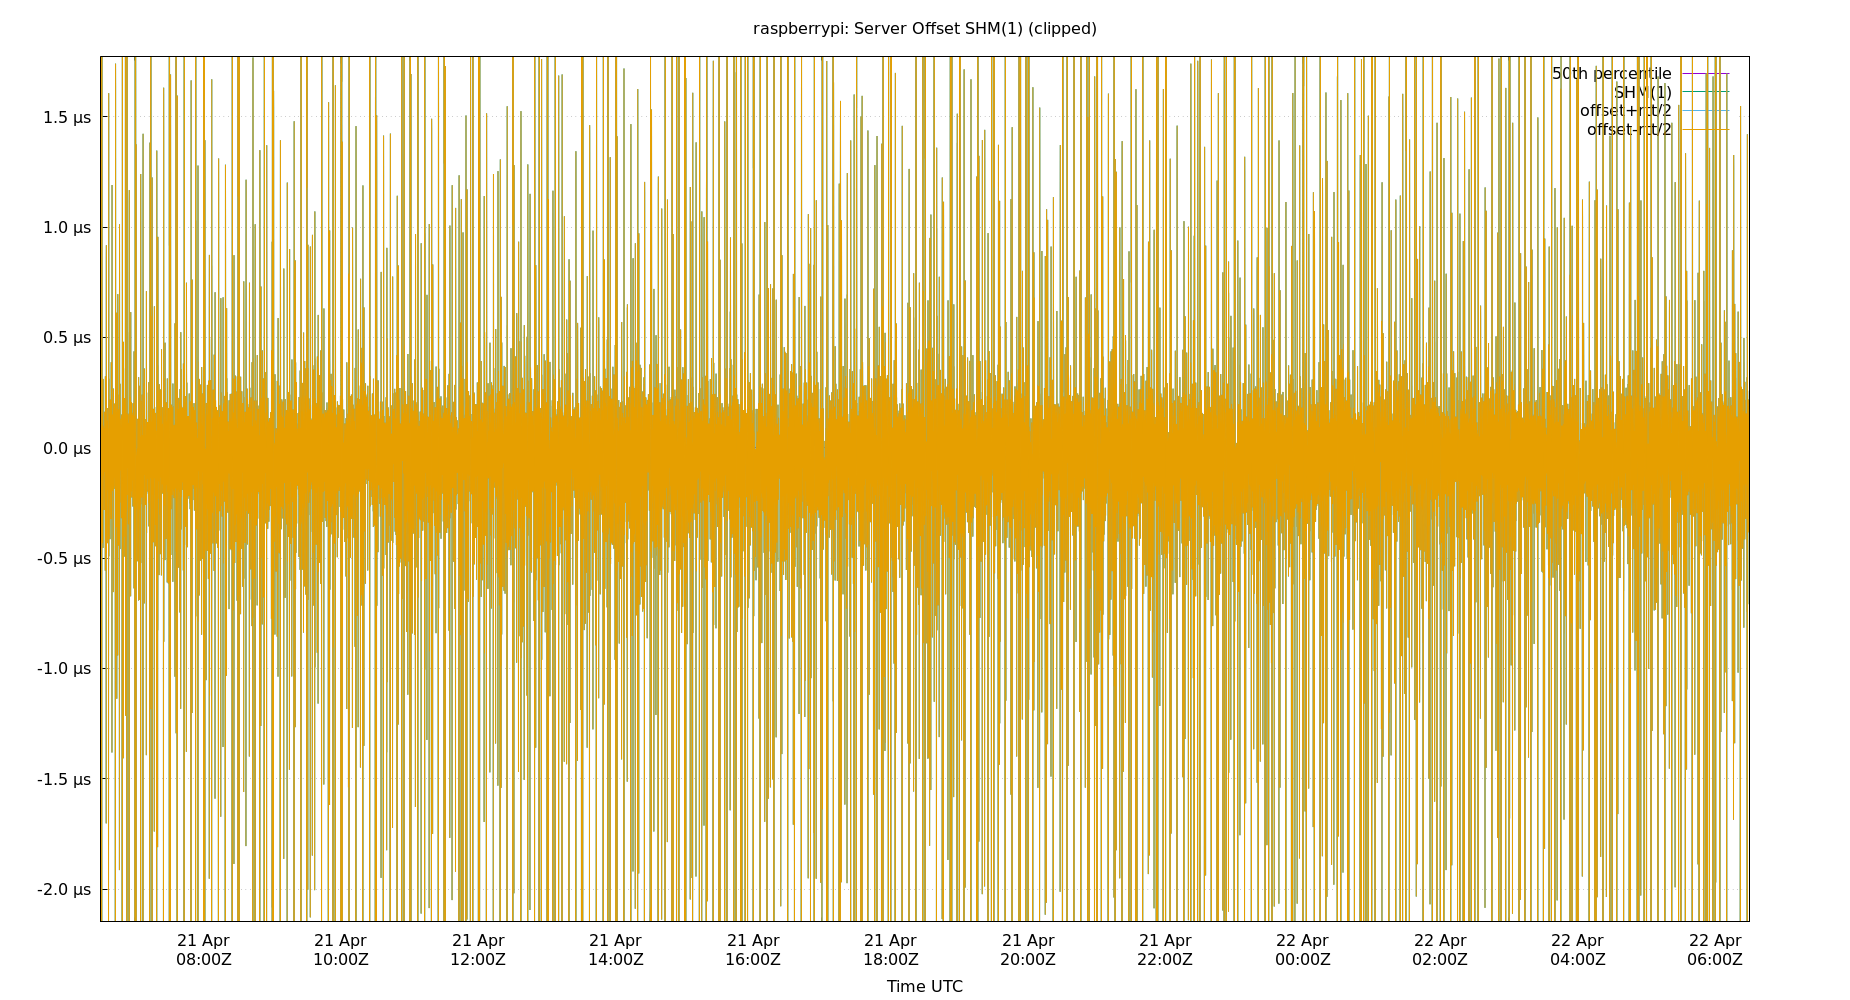 raspberrypi: Server Offset SHM(1) (clipped)
50th percentile
SHM(1)
offset+rtt/2
offset-rtt/2
1.5 µs
1.0 µs
0.5 µs
0.0 µs
-0.5 µs
-1.0 µs
-1.5 µs
-2.0 µs
21 Apr 21 Apr 21 Apr 21 Apr 21 Apr 21 Apr 21 Apr 21 Apr 22 Apr 22 Apr 22 Apr 22 Apr
08:00Z 10:00Z 12:00Z 14:00Z 16:00Z 18:00Z 20:00Z 22:00Z 00:00Z 02:00Z 04:00Z 06:00Z
Time UTC